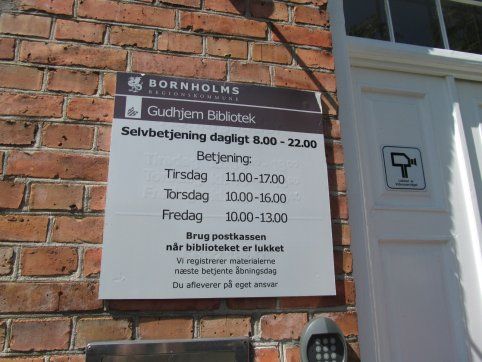 BORNHOLMS
REGIONSKOMMUNE
Gudhjem Bibliotek
Selvbetjening dagligt 8.00 - 22.00
Betjening:
Tirsdag 11.00-17.00
Torsdag 10.00-16.00
Fredag 10.00-13.00
Brug postkassen
når biblioteket er lukket
Vi registrerer materialerne
næste betjente åbningsdag
Du afleverer på eget ansvar